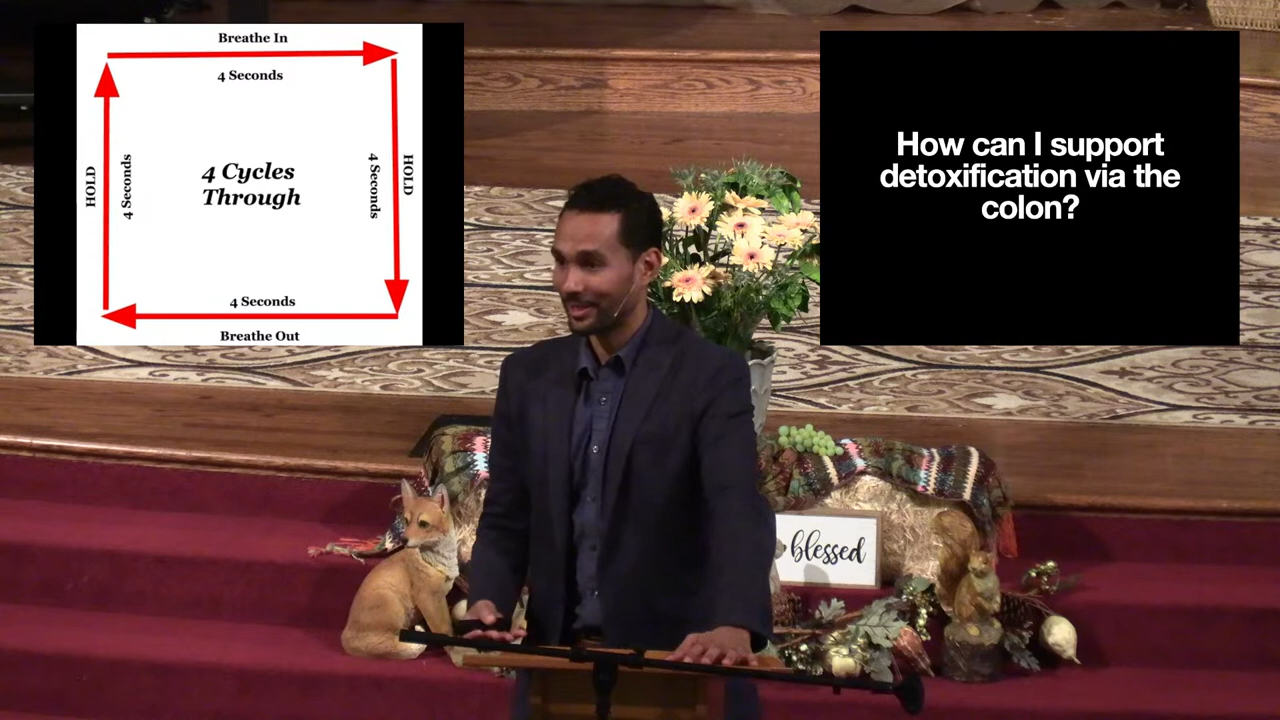 Breathe In
4 Seconds
HOLD
4 Seconds
4 Cycles
Through
4 Seconds
HOLD
4 Seconds
Breathe Out
How can I support
detoxification via the
colon?
blessed